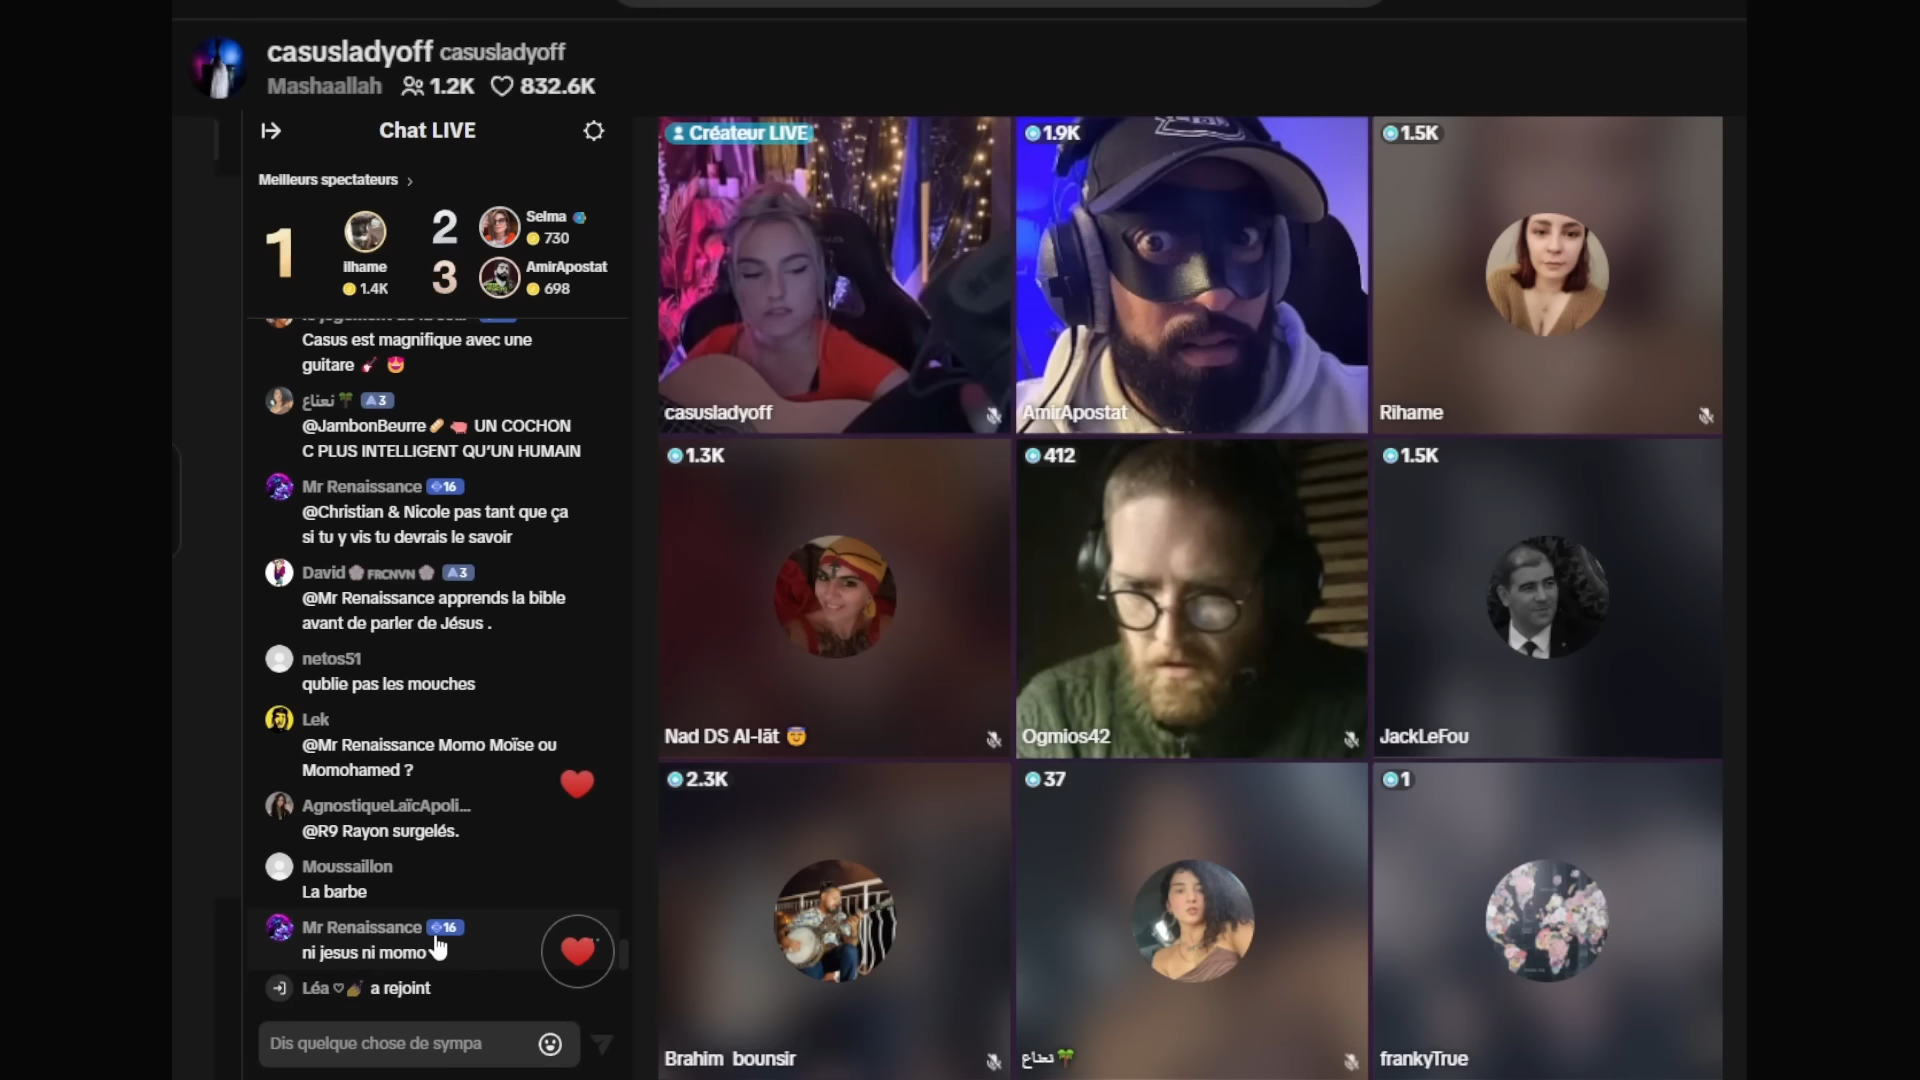 casusladyoff casusladyoff
Mashaallah 1.2K 832.6K
Chat LIVE
Meilleurs spectateurs >
1
ilhame
1.4K
2
Selma
730
3
AmirApostat
698
Casus est magnifique avec une
guitare 🎸 😍
نعناع🌴 3
@JambonBeurre🥖 🐖 UN COCHON
C PLUS INTELLIGENT QU'UN HUMAIN
Mr Renaissance 16
@Christian & Nicole pas tant que ça
si tu y vis tu devrais le savoir
David FRCNVN 3
@Mr Renaissance apprends la bible
avant de parler de Jésus .
netos51
qublie pas les mouches
Lek
@Mr Renaissance Momo Moïse ou
Momohamed ?
AgnostiqueLaïcApoli...
@R9 Rayon surgelés.
Moussaillon
La barbe
Mr Renaissance 16
ni jesus ni momo
Léa ♡💅🏾 a rejoint
Dis quelque chose de sympa
Créateur LIVE
casusladyoff
1.9K
AmirApostat
1.5K
Rihame
1.3K
Nad DS Al-lāt 😇
412
Ogmios42
1.5K
JackLeFou
2.3K
Brahim bounsir
37
نعناع🌴
1
frankyTrue